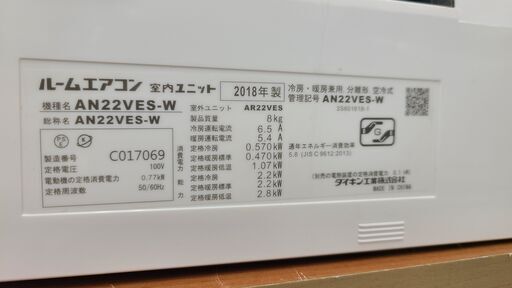 ルームエアコン 室内ユニット 2018年製
冷房・暖房兼用 分離形 空冷式
機種名 AN22VES-W
総称名 AN22VES-W
室外ユニット AR22VES
管理記号 AN22VES-W
製品質量 8kg
冷房運転電流 6.5A
暖房運転電流 5.4A
製造番号 C017069
定格電圧 100V
電動機の定格消費電力 0.77kW
定格周波数 50/60Hz
消費電力
定格冷房 0.570kW
定格暖房標準 0.470kW
定格暖房低温 1.07kW
能力
定格冷房 2.2kW
定格暖房標準 2.2kW
定格暖房低温 2.8kW
通年エネルギー消費効率
5.8 (JIS C 9612:2013)
ダイキン工業株式会社
MADE IN CHINA